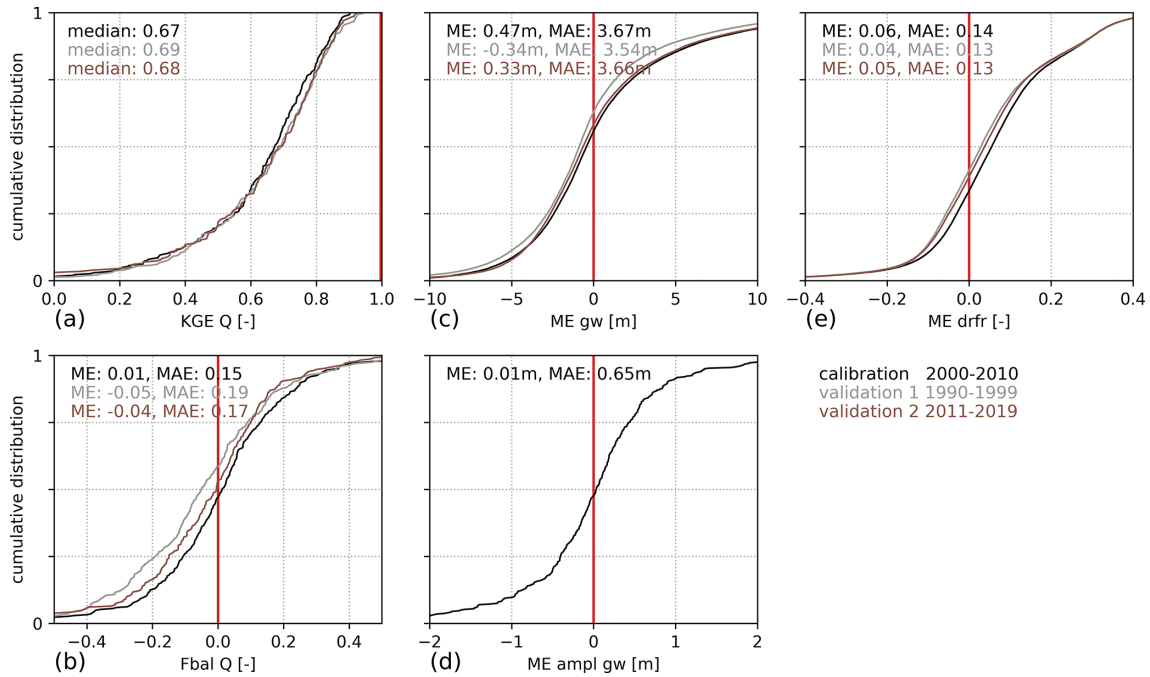 1
median: 0.67
median: 0.69
median: 0.68
cumulative distribution
0
0.0 0.2 0.4 0.6 0.8 1.0
KGE Q [-]
(a)
ME: 0.47m, MAE: 3.67m
ME: -0.34m, MAE: 3.54m
ME: 0.33m, MAE: 3.66m
−10 −5 0 5 10
ME gw [m]
(c)
ME: 0.06, MAE: 0.14
ME: 0.04, MAE: 0.13
ME: 0.05, MAE: 0.13
−0.4 −0.2 0.0 0.2 0.4
ME drfr [-]
(e)
1
ME: 0.01, MAE: 0.15
ME: -0.05, MAE: 0.19
ME: -0.04, MAE: 0.17
cumulative distribution
0
−0.4 −0.2 0.0 0.2 0.4
Fbal Q [-]
(b)
ME: 0.01m, MAE: 0.65m
−2 −1 0 1 2
ME ampl gw [m]
(d)
calibration 2000-2010
validation 1 1990-1999
validation 2 2011-2019